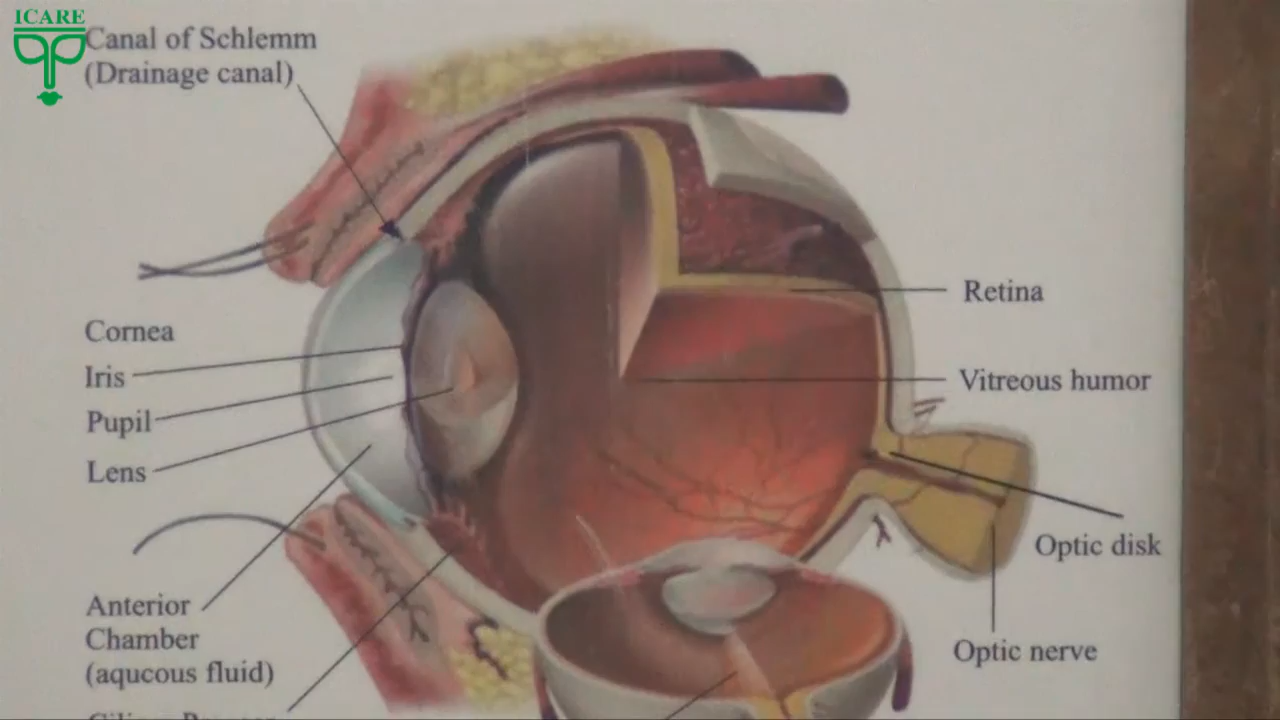 ICARE
Canal of Schlemm
(Drainage canal)
Cornea
Iris
Pupil
Lens
Anterior
Chamber
(aqucous fluid)
Retina
Vitreous humor
Optic disk
Optic nerve